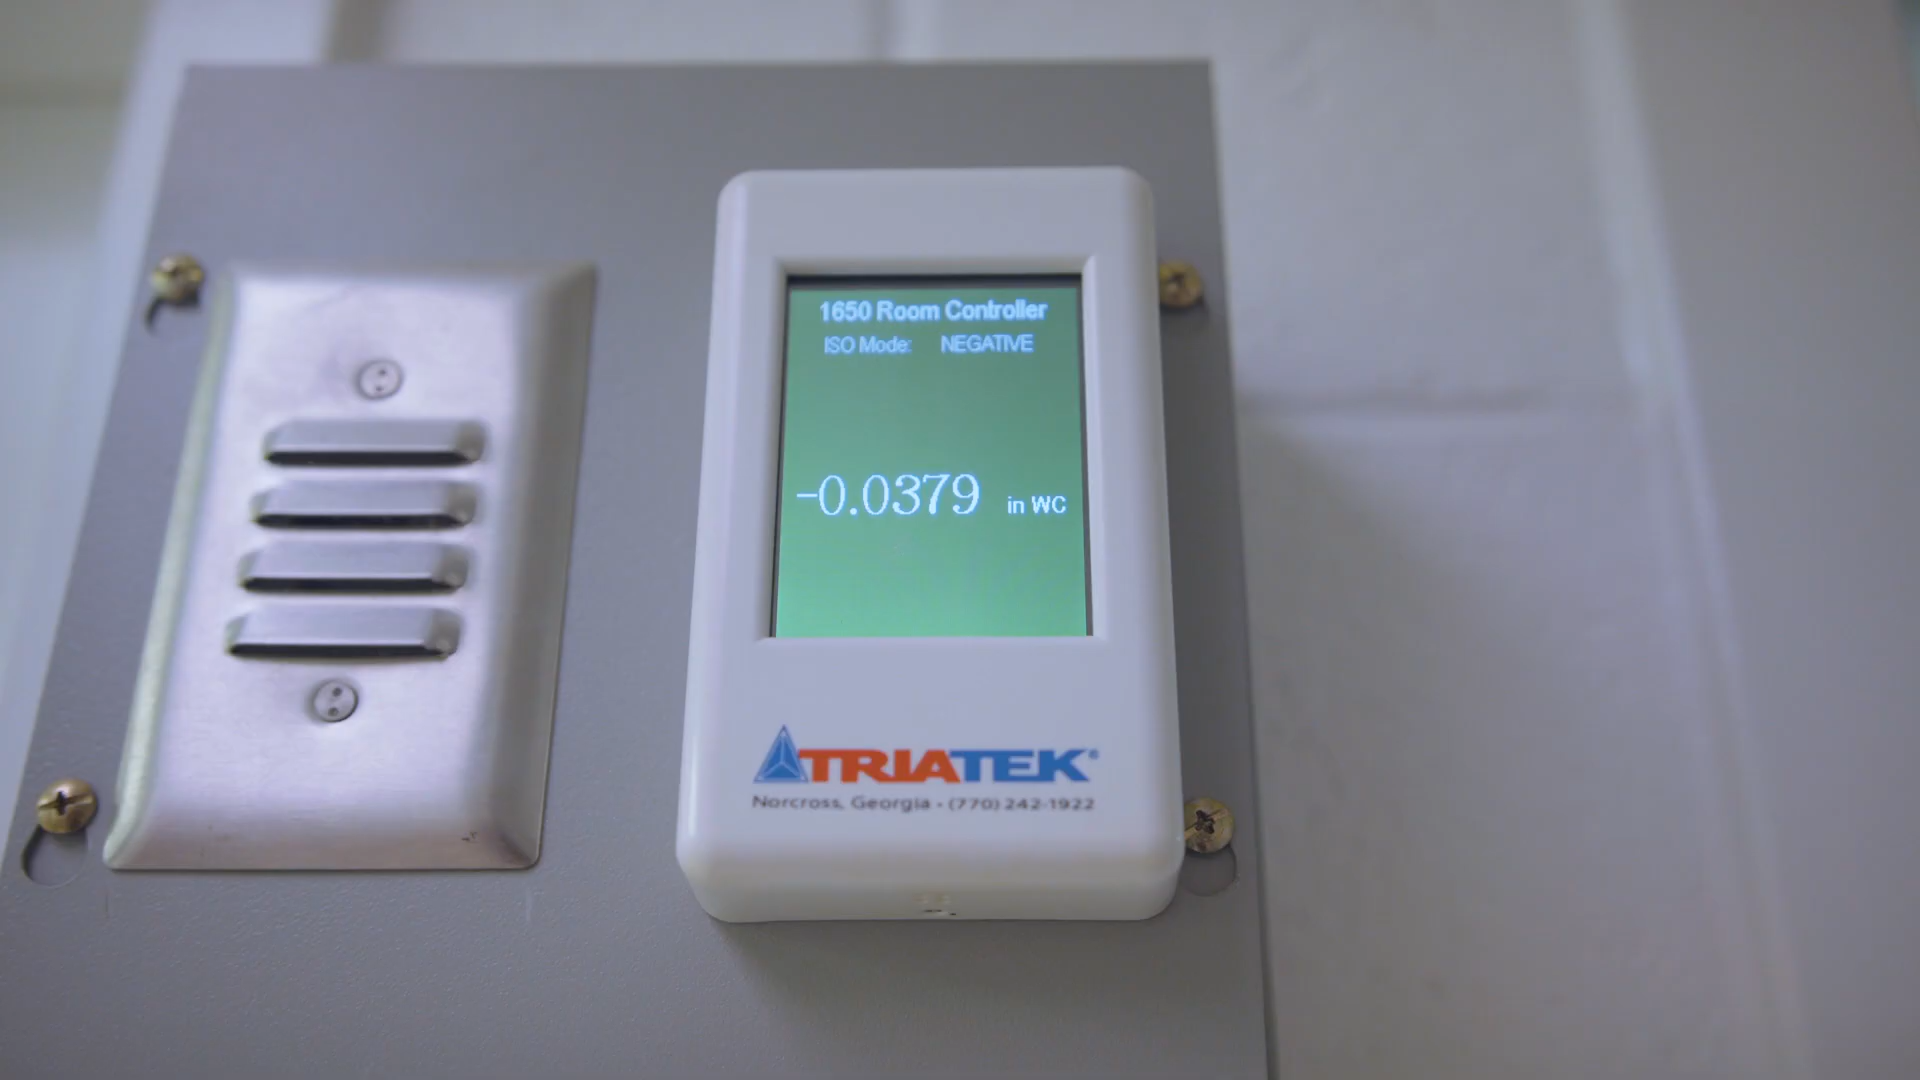 1650 Room Controller
ISO Mode: NEGATIVE
-0.0379 in WC
TRIATEK®
Norcross, Georgia • (770) 242-1922